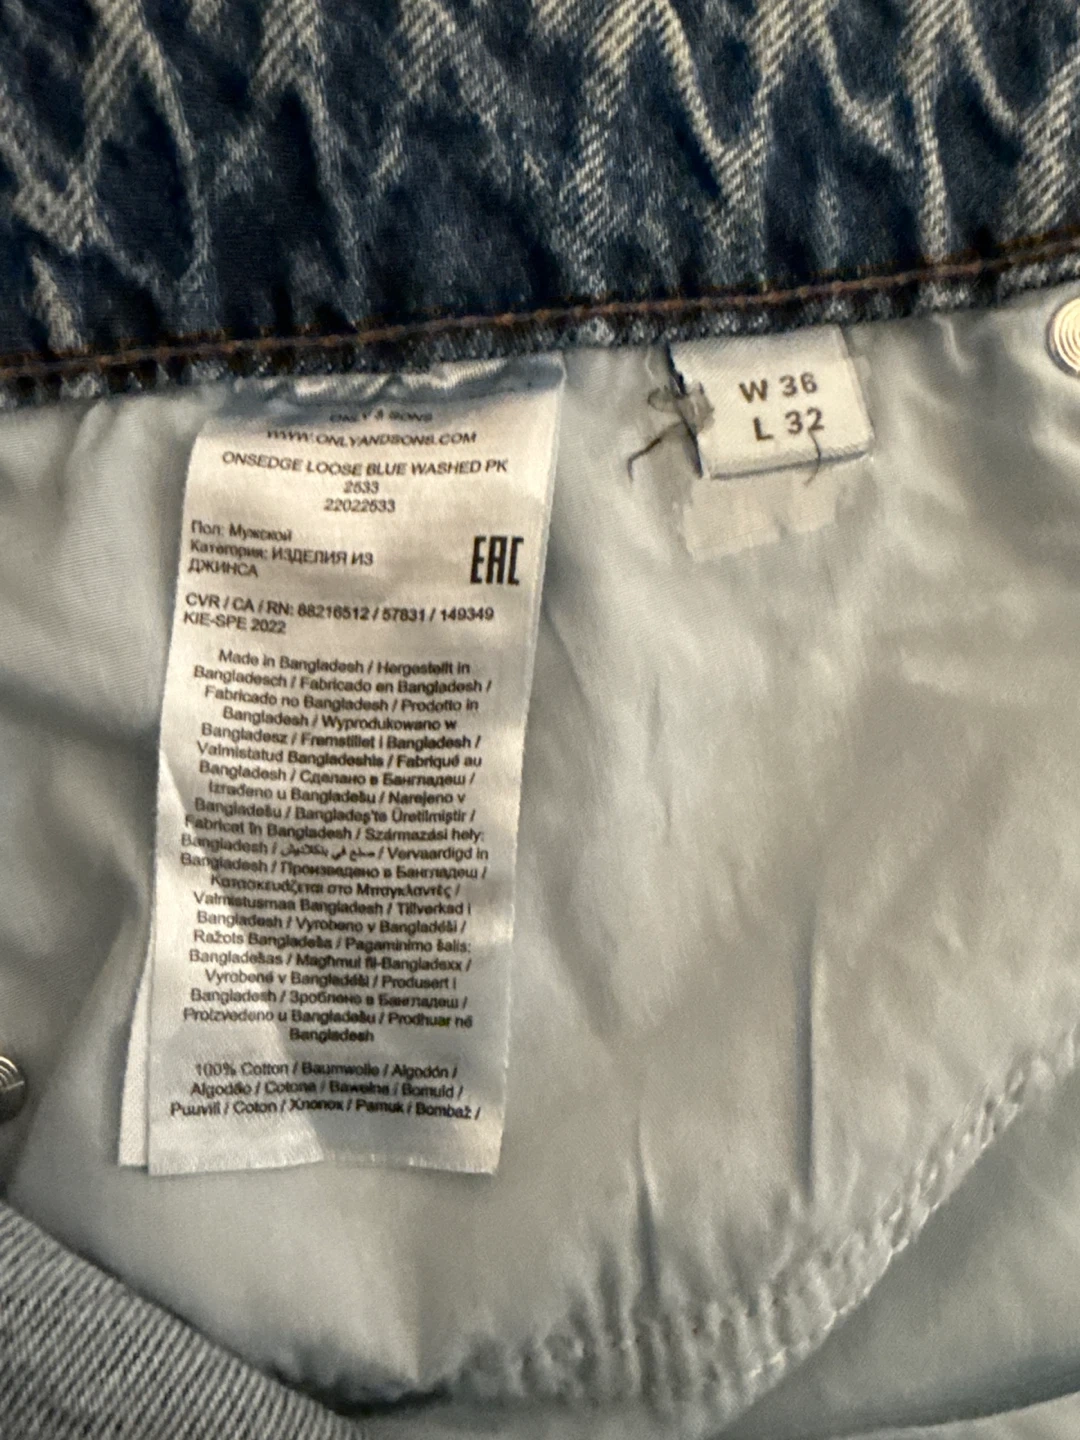 ONLY & SONS
WWW.ONLYANDSONS.COM
ONSEDGE LOOSE BLUE WASHED PK
2533
22022533
Пол: Мужской
Категория: ИЗДЕЛИЯ ИЗ
ДЖИНСА
EAC
CVR / CA / RN: 88216512 / 57831 / 149349
KIE-SPE 2022
Made in Bangladesh / Hergestellt in
Bangladesch / Fabricado en Bangladesh /
Fabricado no Bangladesh / Prodotto in
Bangladesh / Wyprodukowano w
Bangladesz / Fremstillet i Bangladesh /
Valmistatud Bangladeshis / Fabriqué au
Bangladesh / Сделано в Бангладеш /
Izrađeno u Bangladešu / Narejeno v
Bangladešu / Bangladeş'te Üretilmiştir /
Fabricat în Bangladesh / Származási hely:
Bangladesh / صنع في بنغلاديش / Vervaardigd in
Bangladesh / Произведено в Бангладеш /
Κατασκευάζεται στο Μπαγκλαντές /
Valmistusmaa Bangladesh / Tillverkad i
Bangladesh / Vyrobeno v Bangladéši /
Ražots Bangladeša / Pagaminimo šalis:
Bangladešas / Magħmul fil-Bangladexx /
Vyrobené v Bangladéši / Produsert i
Bangladesh / Зроблено в Бангладеш /
Proizvedeno u Bangladešu / Prodhuar në
Bangladesh
100% Cotton / Baumwolle / Algodón /
Algodão / Cotone / Bawełna / Bomuld /
Puuvill / Coton / Хлопок / Pamuk / Bombaž /
W 36
L 32